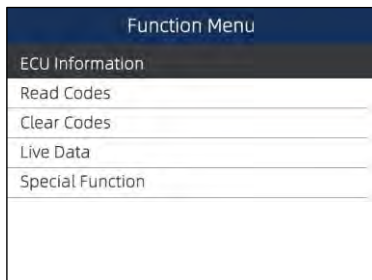 Function Menu
ECU Information
Read Codes
Clear Codes
Live Data
Special Function